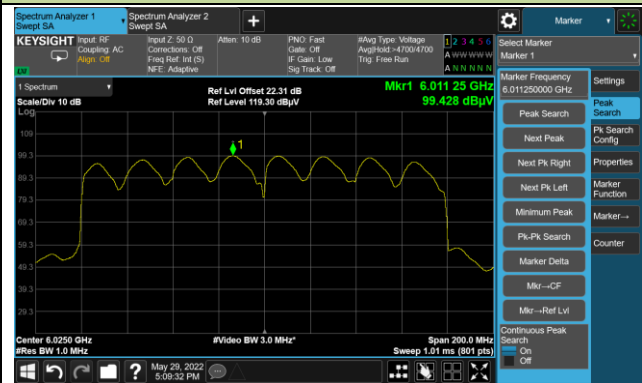 Spectrum Analyzer 1
Swept SA
Spectrum Analyzer 2
Swept SA
+
Marker
KEYSIGHT
Input: RF
Coupling: AC
Align: Off
Input Z: 50 Ω
Corrections: Off
Freq Ref: Int (S)
NFE: Adaptive
Atten: 10 dB
PNO: Fast
Gate: Off
IF Gain: Low
Sig Track: Off
#Avg Type: Voltage
Avg|Hold:>4700/4700
Trig: Free Run
1 2 3 4 5 6
A W W W W W
A N N N N N
Select Marker
Marker 1
LXI
1 Spectrum
Scale/Div 10 dB
Log
Ref Lvl Offset 22.31 dB
Ref Level 119.30 dBµV
Mkr1 6.011 25 GHz
99.428 dBµV
109
99.3
89.3
79.3
69.3
59.3
49.3
39.3
29.3
1
Center 6.0250 GHz
#Res BW 1.0 MHz
#Video BW 3.0 MHz*
Span 200.0 MHz
Sweep 1.01 ms (801 pts)
Marker Frequency
6.011250000 GHz
Peak Search
Next Peak
Next Pk Right
Next Pk Left
Minimum Peak
Pk-Pk Search
Marker Delta
Mkr→CF
Mkr→Ref Lvl
Continuous Peak
Search
On
Off
Settings
Peak
Search
Pk Search
Config
Properties
Marker
Function
Marker→
Counter
?
May 29, 2022
5:09:32 PM